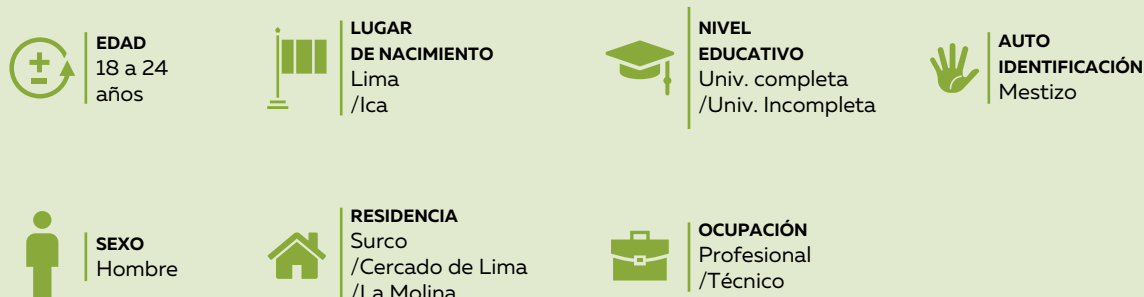 EDAD
18 a 24
años
LUGAR
DE NACIMIENTO
Lima
/Ica
NIVEL
EDUCATIVO
Univ. completa
/Univ. Incompleta
AUTO
IDENTIFICACIÓN
Mestizo
SEXO
Hombre
RESIDENCIA
Surco
/Cercado de Lima
/La Molina
OCUPACIÓN
Profesional
/Técnico